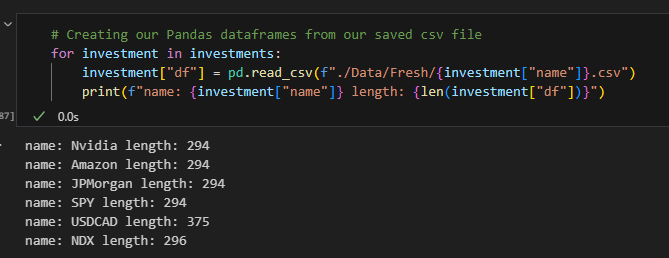 # Creating our Pandas dataframes from our saved csv file
for investment in investments:
    investment["df"] = pd.read_csv(f"./Data/Fresh/{investment["name"]}.csv")
    print(f"name: {investment["name"]} length: {len(investment["df"])}")
87]
0.0s
name: Nvidia length: 294
name: Amazon length: 294
name: JPMorgan length: 294
name: SPY length: 294
name: USDCAD length: 375
name: NDX length: 296